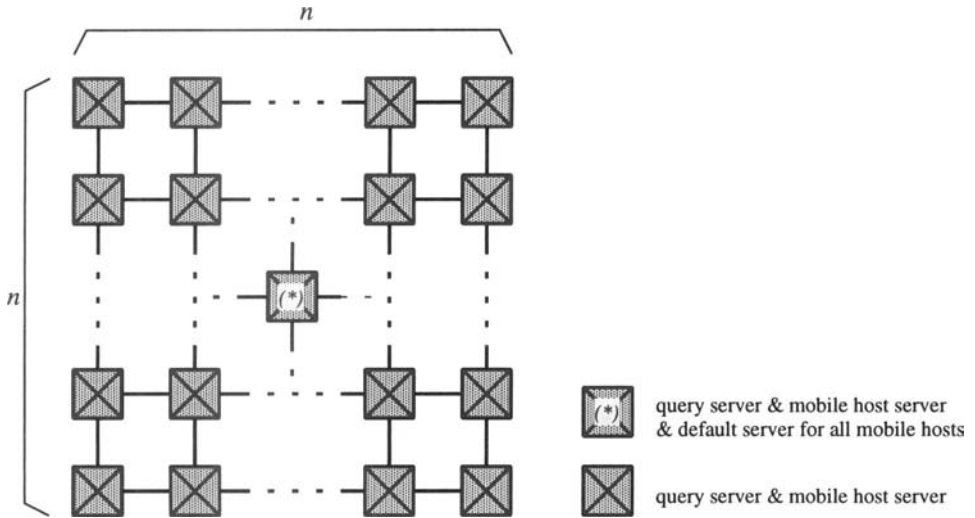 n
n
(*)
(*)
query server & mobile host server
& default server for all mobile hosts
query server & mobile host server